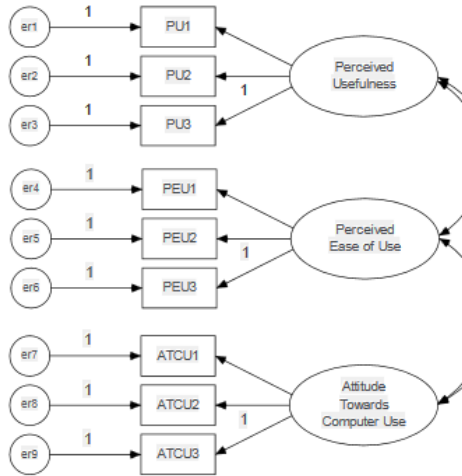 er1
1
PU1
er2
1
PU2
Perceived
Usefulness
er3
1
PU3
1
er4
1
PEU1
er5
1
PEU2
Perceived
Ease of Use
er6
1
PEU3
1
er7
1
ATCU1
er8
1
ATCU2
Attitude
Towards
Computer Use
er9
1
ATCU3
1